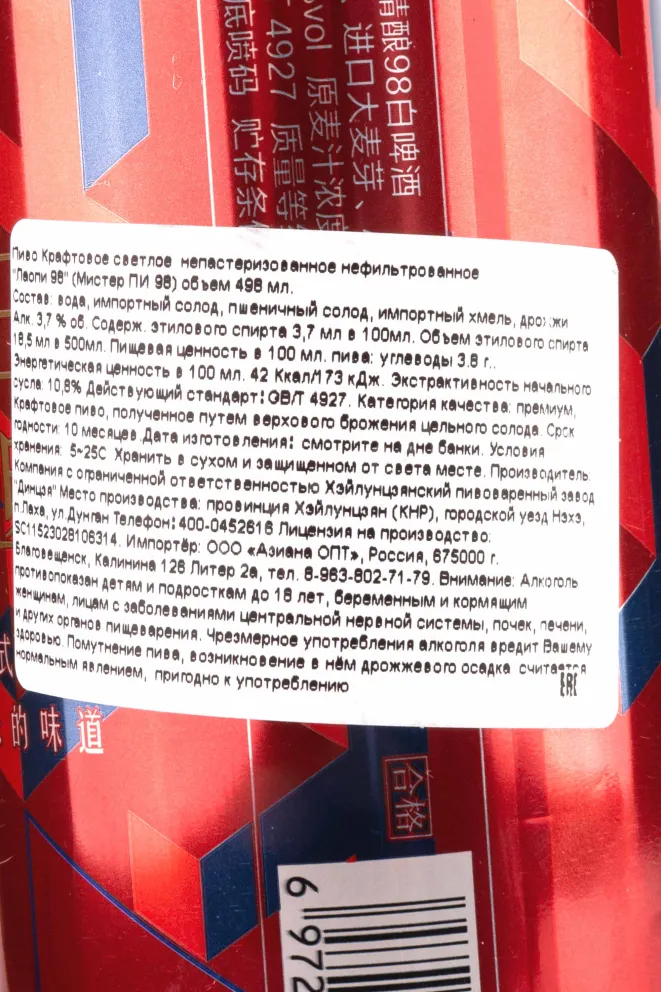 精酿98白啤酒
进口大麦芽、
vol 原麦汁浓度
4927 质量等
底喷码 贮存条
Пиво Крафтовое светлое непастеризованное нефильтрованное
"Лаопи 98" (Мистер ПИ 98) объем 498 мл.
Состав: вода, импортный солод, пшеничный солод, импортный хмель, дрожжи
Алк. 3,7 % об. Содерж. этилового спирта 3,7 мл в 100мл. Объем этилового спирта
18,5 мл в 500мл. Пищевая ценность в 100 мл. пива: углеводы 3.8 г..
Энергетическая ценность в 100 мл. 42 Ккал/173 кДж. Экстрактивность начального
сусла: 10,8% Действующий стандарт: GB/T 4927. Категория качества: премиум,
Крафтовое пиво, полученное путем верхового брожения цельного солода. Срок
годности: 10 месяцев.Дата изготовления: смотрите на дне банки. Условия
хранения: 5~25С Хранить в сухом и защищенном от света месте. Производитель:
Компания с ограниченной ответственностью Хэйлунцзянский пивоваренный завод
"Динцзя" Место производства: провинция Хэйлунцзян (КНР), городской уезд Нэхэ,
п.Лаха, ул.Дунган Телефон: 400-0452616 Лицензия на производство:
SC11523028106314. Импортёр: ООО «Азиана ОПТ», Россия, 675000 г.
Благовещенск, Калинина 126 Литер 2а, тел. 8-963-802-71-79. Внимание: Алкоголь
противопоказан детям и подросткам до 18 лет, беременным и кормящим
женщинам, лицам с заболеваниями центральной нервной системы, почек, печени,
и других органов пищеварения. Чрезмерное употребления алкоголя вредит Вашему
здоровью. Помутнение пива, возникновение в нём дрожжевого осадка считается
нормальным явлением, пригодно к употреблению
EAC
的味道
合格
6 972